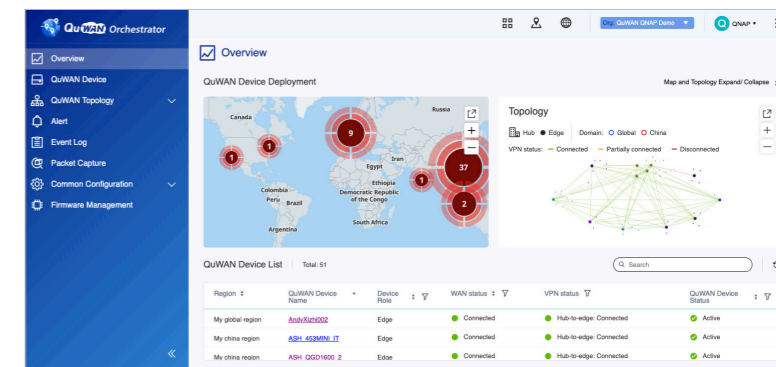 QuWAN Orchestrator
Org: QuWAN QNAP Demo
QNAP
Overview
QuWAN Device
QuWAN Topology
Alert
Event Log
Packet Capture
Common Configuration
Firmware Management
Overview
QuWAN Device Deployment
Map and Topology Expand/ Collapse
Canada
Russia
9
1
1
Iran
Egypt
37
1
Ethiopia
Colombia
Democratic Republic
of the Congo
Peru
Brazil
2
South Africa
Argentina
+
−
Topology
Hub Edge Domain: Global China
VPN status: Connected Partially connected Disconnected
+
−
QuWAN Device List Total: 51
Search
Region QuWAN Device Name Device Role WAN status VPN status QuWAN Device Status
My global region AndyXizhi002 Edge Connected Hub-to-edge: Connected Active
My china region ASH_453MINI_IT Edge Connected Hub-to-edge: Connected Active
My china region ASH_QGD1600_2 Edge Connected Hub-to-edge: Connected Active